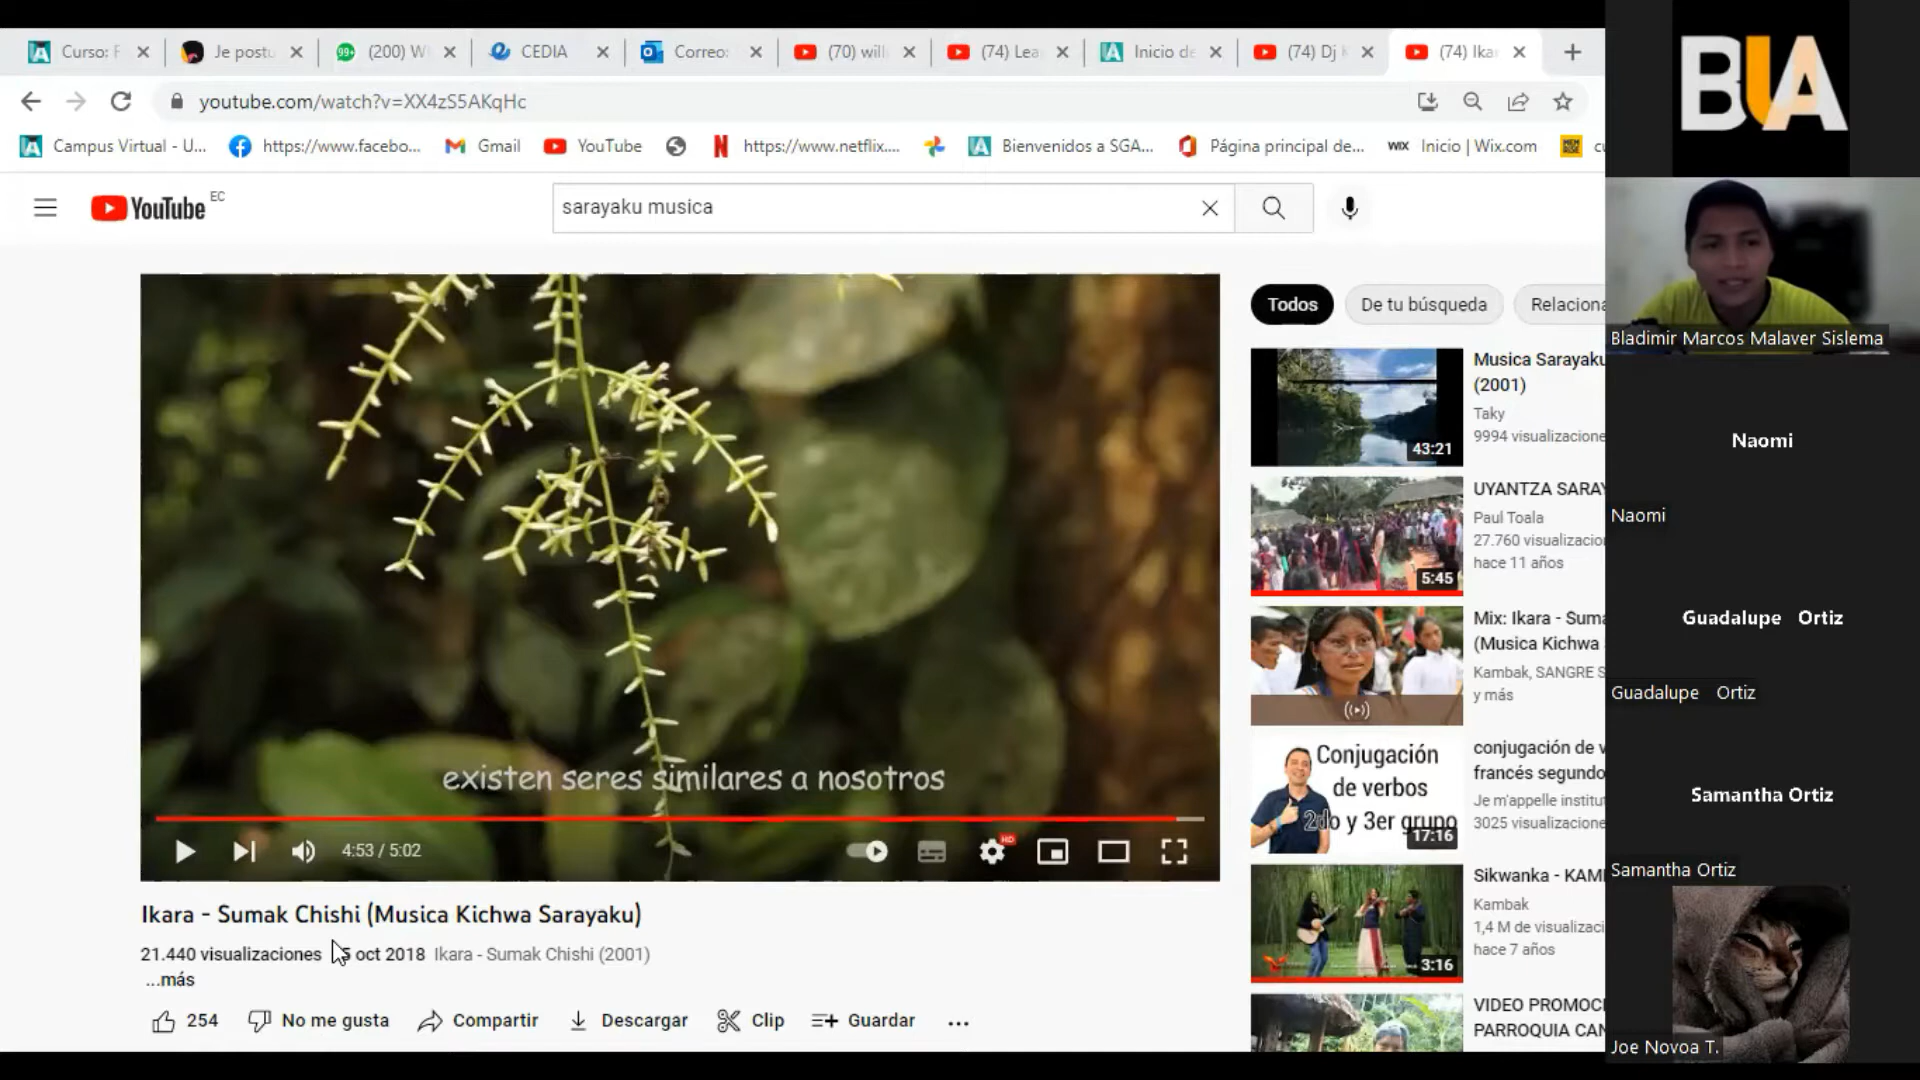 Curso: F
Je postu
99+
(200) W
CEDIA
Correo:
(70) will
(74) Lea
Inicio de
(74) Dj
(74) Ika
youtube.com/watch?v=XX4zS5AKqHc
Campus Virtual - U...
https://www.facebo...
Gmail
YouTube
https://www.netflix....
Bienvenidos a SGA...
Página principal de...
WIX
Inicio | Wix.com
YouTube EC
sarayaku musica
existen seres similares a nosotros
4:53 / 5:02
HD
Ikara - Sumak Chishi (Musica Kichwa Sarayaku)
21.440 visualizaciones
oct 2018
Ikara - Sumak Chishi (2001)
...más
254
No me gusta
Compartir
Descargar
Clip
Guardar
Todos
De tu búsqueda
Relaciona
Musica Sarayaku
(2001)
Taky
9994 visualizacione
43:21
UYANTZA SARAY
Paul Toala
27.760 visualizacio
hace 11 años
5:45
Mix: Ikara - Suma
(Musica Kichwa
Kambak, SANGRE S
y más
Conjugación
de verbos
2do y 3er grupo
17:16
conjugación de v
francés segundo
Je m'appelle institut
3025 visualizacione
Sikwanka - KAM
Kambak
1,4 M de visualizaci
hace 7 años
3:16
VIDEO PROMOCI
PARROQUIA CAN
BUA
Bladimir Marcos Malaver Sislema
Naomi
Naomi
Guadalupe Ortiz
Guadalupe Ortiz
Samantha Ortiz
Samantha Ortiz
Joe Novoa T.